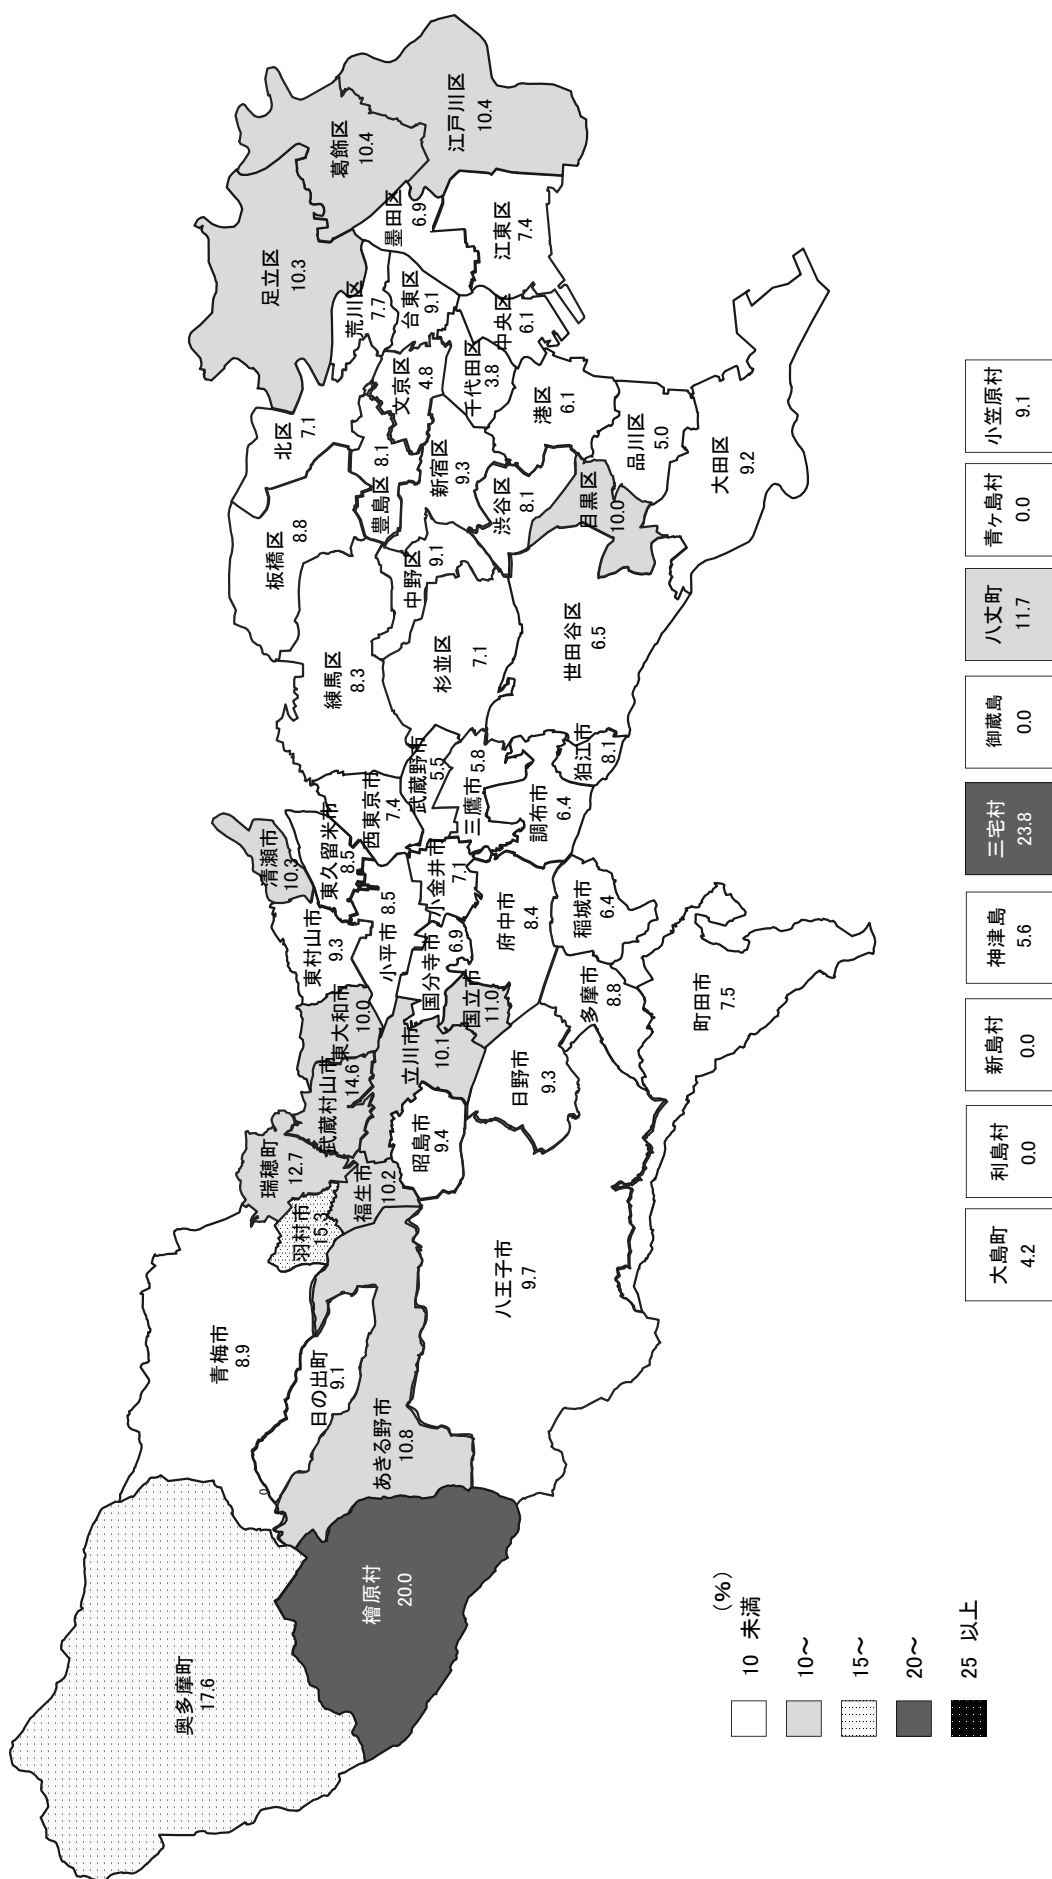 奥多摩町
17.6
檜原村
20.0
青梅市
8.9
日の出町
9.1
あきる野市
10.8
羽村市
15.3
瑞穂町
12.7
福生市
10.2
武蔵村山市
14.6
東大和市
10.0
立川市
10.1
昭島市
9.4
八王子市
9.7
日野市
9.3
国立市
11.0
国分寺市
6.9
小平市
8.5
東村山市
9.3
清瀬市
10.3
東久留米市
8.5
西東京市
7.4
小金井市
7.1
府中市
8.4
多摩市
8.8
稲城市
6.4
町田市
7.5
武蔵野市
5.5
三鷹市
5.8
調布市
6.4
狛江市
8.1
練馬区
8.3
板橋区
8.8
杉並区
7.1
中野区
9.1
世田谷区
6.5
豊島区
8.1
北区
7.1
新宿区
9.3
渋谷区
8.1
目黒区
10.0
文京区
4.8
千代田区
3.8
港区
6.1
品川区
5.0
大田区
9.2
荒川区
7.7
台東区
9.1
中央区
6.1
足立区
10.3
墨田区
6.9
江東区
7.4
葛飾区
10.4
江戸川区
10.4
(%)
10 未満
10～
15～
20～
25 以上
大島町
4.2
利島村
0.0
新島村
0.0
神津島
5.6
三宅村
23.8
御蔵島
0.0
八丈町
11.7
青ヶ島村
0.0
小笠原村
9.1